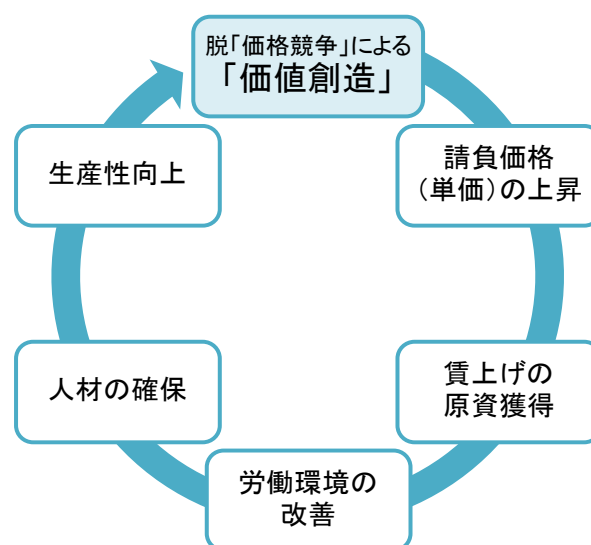 脱「価格競争」による
「価値創造」
請負価格
（単価）の上昇
賃上げの
原資獲得
労働環境の
改善
人材の確保
生産性向上